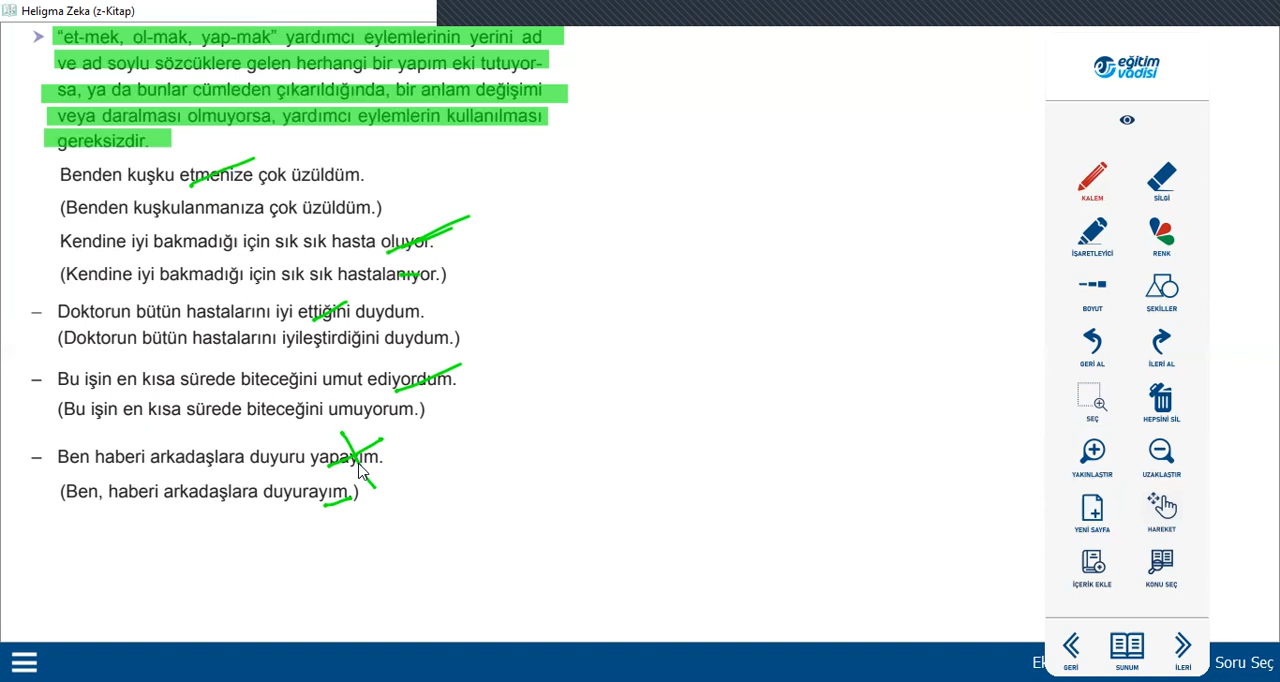 Heligma Zeka (z-Kitap)
"et-mek, ol-mak, yap-mak" yardımcı eylemlerinin yerini ad
ve ad soylu sözcüklere gelen herhangi bir yapım eki tutuyor-
sa, ya da bunlar cümleden çıkarıldığında, bir anlam değişimi
veya daralması olmuyorsa, yardımcı eylemlerin kullanılması
gereksizdir.
Benden kuşku etmenize çok üzüldüm.
(Benden kuşkulanmanıza çok üzüldüm.)
Kendine iyi bakmadığı için sık sık hasta oluyor.
(Kendine iyi bakmadığı için sık sık hastalanıyor.)
– Doktorun bütün hastalarını iyi ettiğini duydum.
(Doktorun bütün hastalarını iyileştirdiğini duydum.)
– Bu işin en kısa sürede biteceğini umut ediyordum.
(Bu işin en kısa sürede biteceğini umuyorum.)
– Ben haberi arkadaşlara duyuru yapayım.
(Ben, haberi arkadaşlara duyurayım.)
eğitim
vadisi
KALEM
SİLGİ
İŞARETLEYİCİ
RENK
BOYUT
ŞEKİLLER
GERİ AL
İLERİ AL
SEÇ
HEPSİNİ SİL
YAKINLAŞTIR
UZAKLAŞTIR
YENİ SAYFA
HAREKET
İÇERİK EKLE
KONU SEÇ
GERİ
SUNUM
İLERİ
Soru Seç